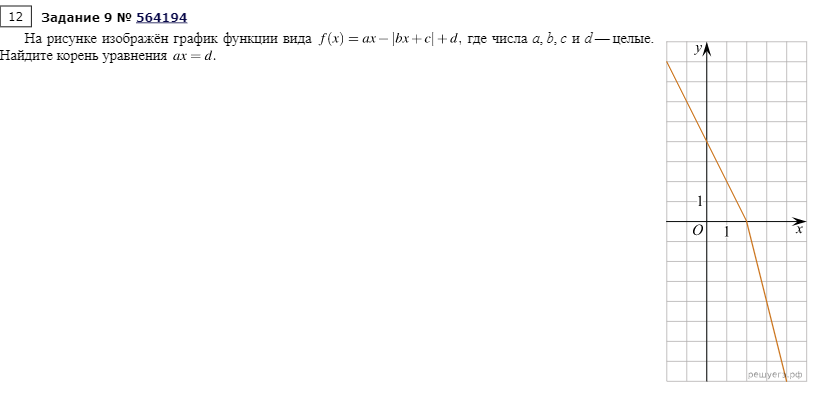 12 Задание 9 № 564194
На рисунке изображён график функции вида f(x) = ax − |bx + c| + d, где числа a, b, c и d — целые.
Найдите корень уравнения ax = d.
y
1
O 1 x
решуегэ.рф